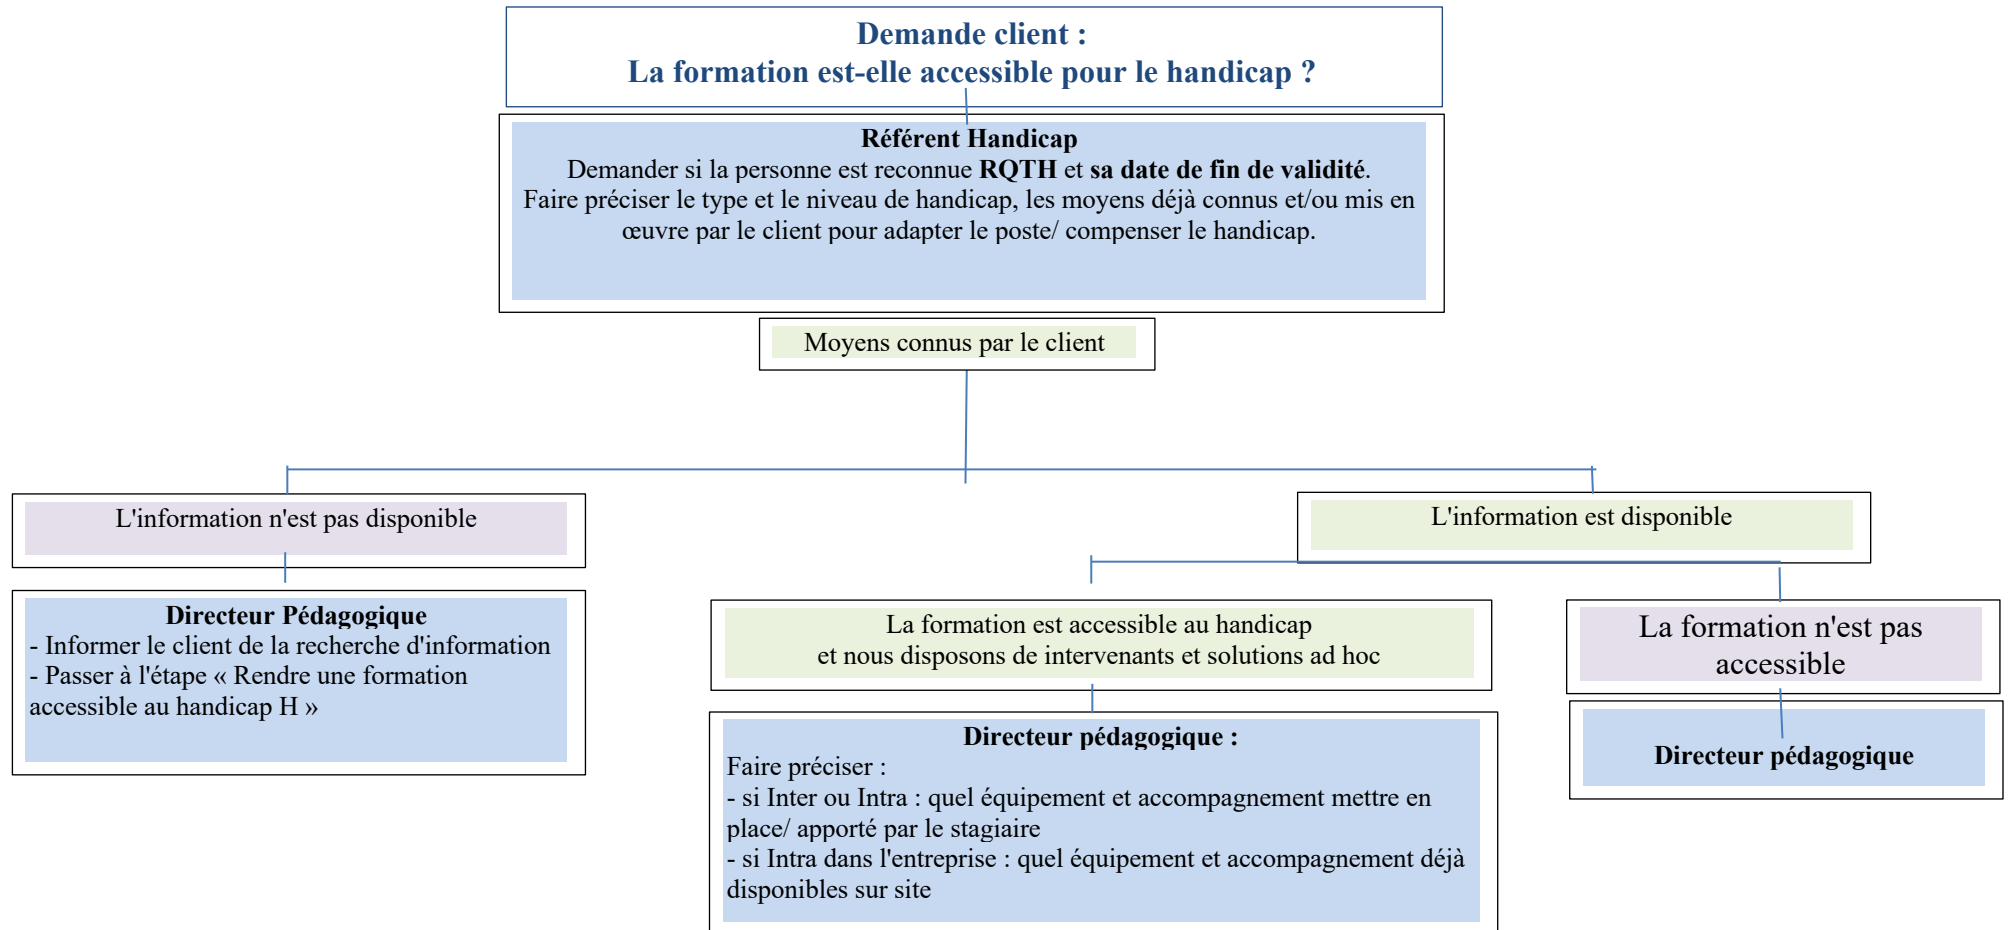 Demande client :
La formation est-elle accessible pour le handicap ?
Référent Handicap
Demander si la personne est reconnue RQTH et sa date de fin de validité.
Faire préciser le type et le niveau de handicap, les moyens déjà connus et/ou mis en
œuvre par le client pour adapter le poste/ compenser le handicap.
Moyens connus par le client
L'information n'est pas disponible
L'information est disponible
Directeur Pédagogique
- Informer le client de la recherche d'information
- Passer à l'étape « Rendre une formation
accessible au handicap H »
La formation est accessible au handicap
et nous disposons de intervenants et solutions ad hoc
La formation n'est pas
accessible
Directeur pédagogique :
Faire préciser :
- si Inter ou Intra : quel équipement et accompagnement mettre en
place/ apporté par le stagiaire
- si Intra dans l'entreprise : quel équipement et accompagnement déjà
disponibles sur site
Directeur pédagogique